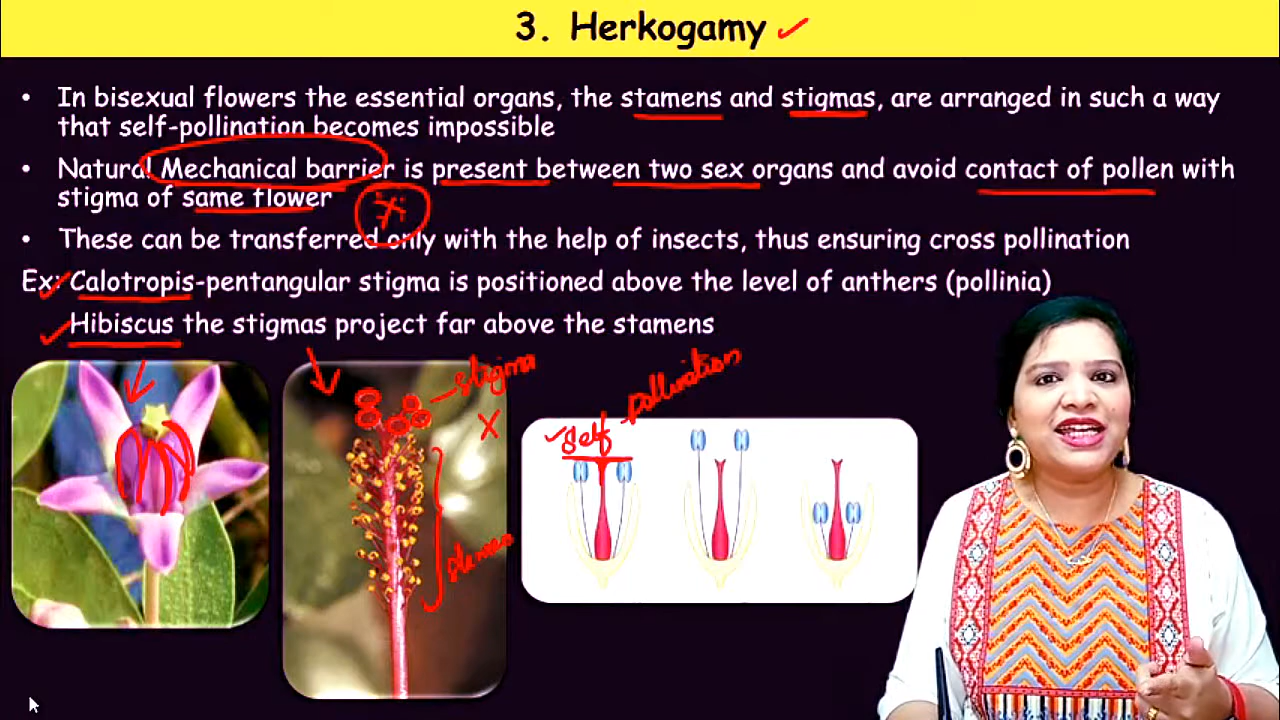 3. Herkogamy
• In bisexual flowers the essential organs, the stamens and stigmas, are arranged in such a way
that self-pollination becomes impossible
• Natural Mechanical barrier is present between two sex organs and avoid contact of pollen with
stigma of same flower
• These can be transferred only with the help of insects, thus ensuring cross pollination
Ex: Calotropis-pentangular stigma is positioned above the level of anthers (pollinia)
Hibiscus the stigmas project far above the stamens
stigma
self-pollination
stamen